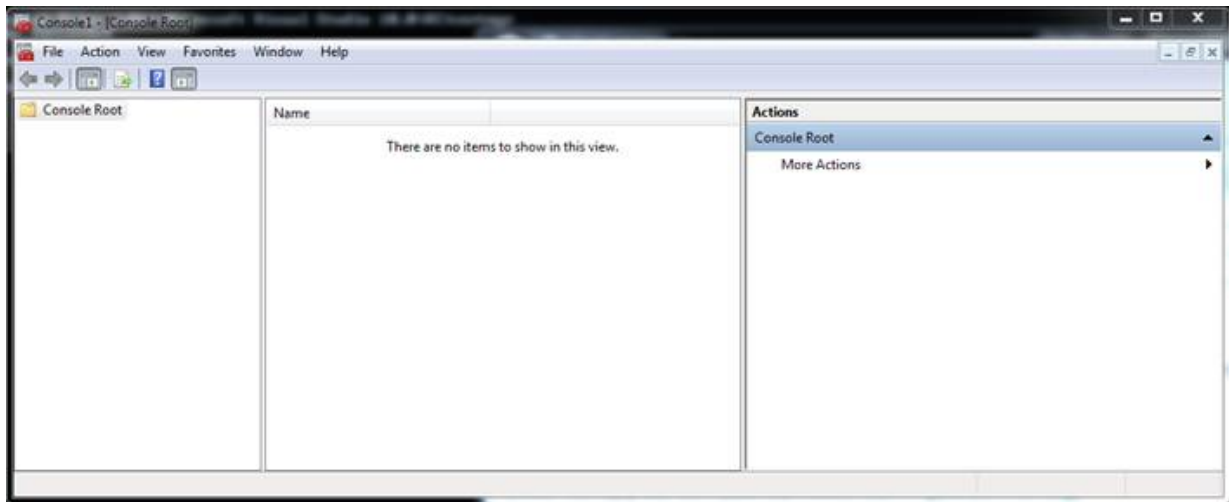 Console1 - [Console Root]
File Action View Favorites Window Help
Console Root
Name
There are no items to show in this view.
Actions
Console Root
More Actions